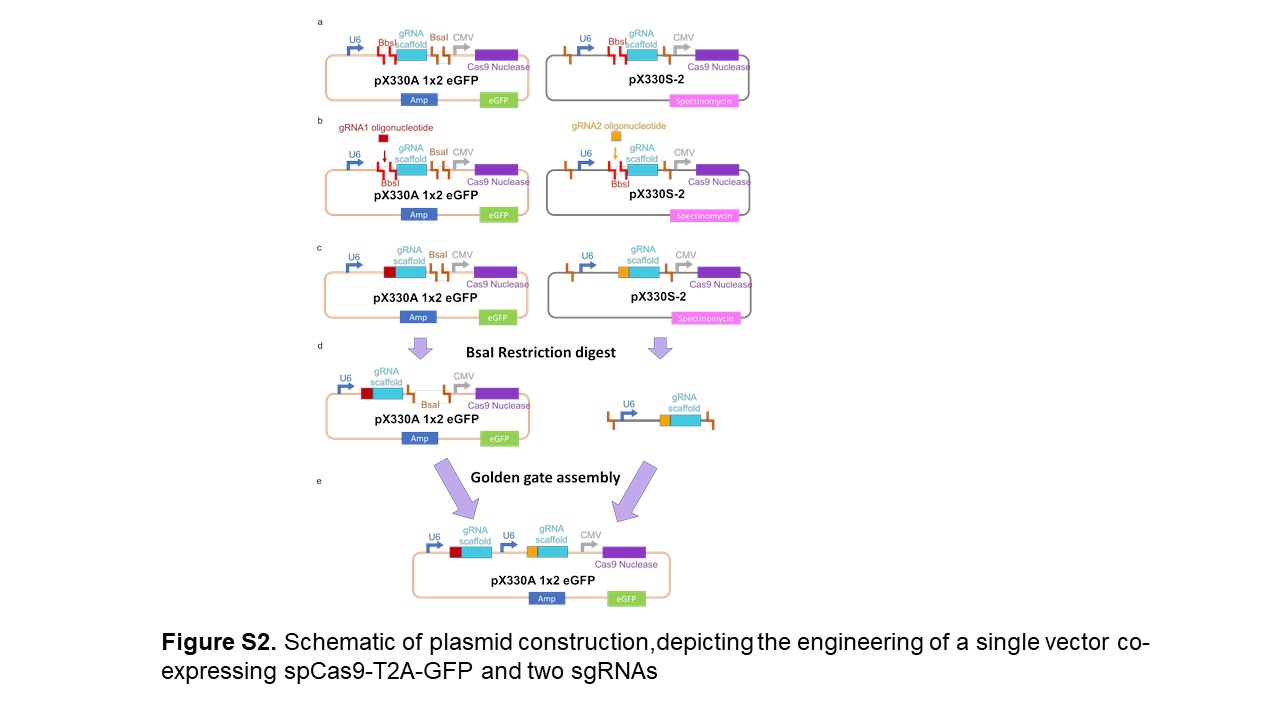 a
U6
BbsI
gRNA
scaffold
BsaI
CMV
Cas9 Nuclease
pX330A 1x2 eGFP
Amp
eGFP
U6
BbsI
gRNA
scaffold
CMV
Cas9 Nuclease
pX330S-2
Spectinomycin
b
gRNA1 oligonucleotide
U6
gRNA
scaffold
BsaI
CMV
BbsI
Cas9 Nuclease
pX330A 1x2 eGFP
Amp
eGFP
gRNA2 oligonucleotide
U6
gRNA
scaffold
CMV
BbsI
Cas9 Nuclease
pX330S-2
Spectinomycin
c
U6
gRNA
scaffold
BsaI
CMV
Cas9 Nuclease
pX330A 1x2 eGFP
Amp
eGFP
U6
gRNA
scaffold
CMV
Cas9 Nuclease
pX330S-2
Spectinomycin
d
BsaI Restriction digest
U6
gRNA
scaffold
CMV
BsaI
Cas9 Nuclease
pX330A 1x2 eGFP
Amp
eGFP
U6
gRNA
scaffold
e
Golden gate assembly
U6
gRNA
scaffold
U6
gRNA
scaffold
CMV
Cas9 Nuclease
pX330A 1x2 eGFP
Amp
eGFP
Figure S2. Schematic of plasmid construction,depicting the engineering of a single vector co-
expressing spCas9-T2A-GFP and two sgRNAs